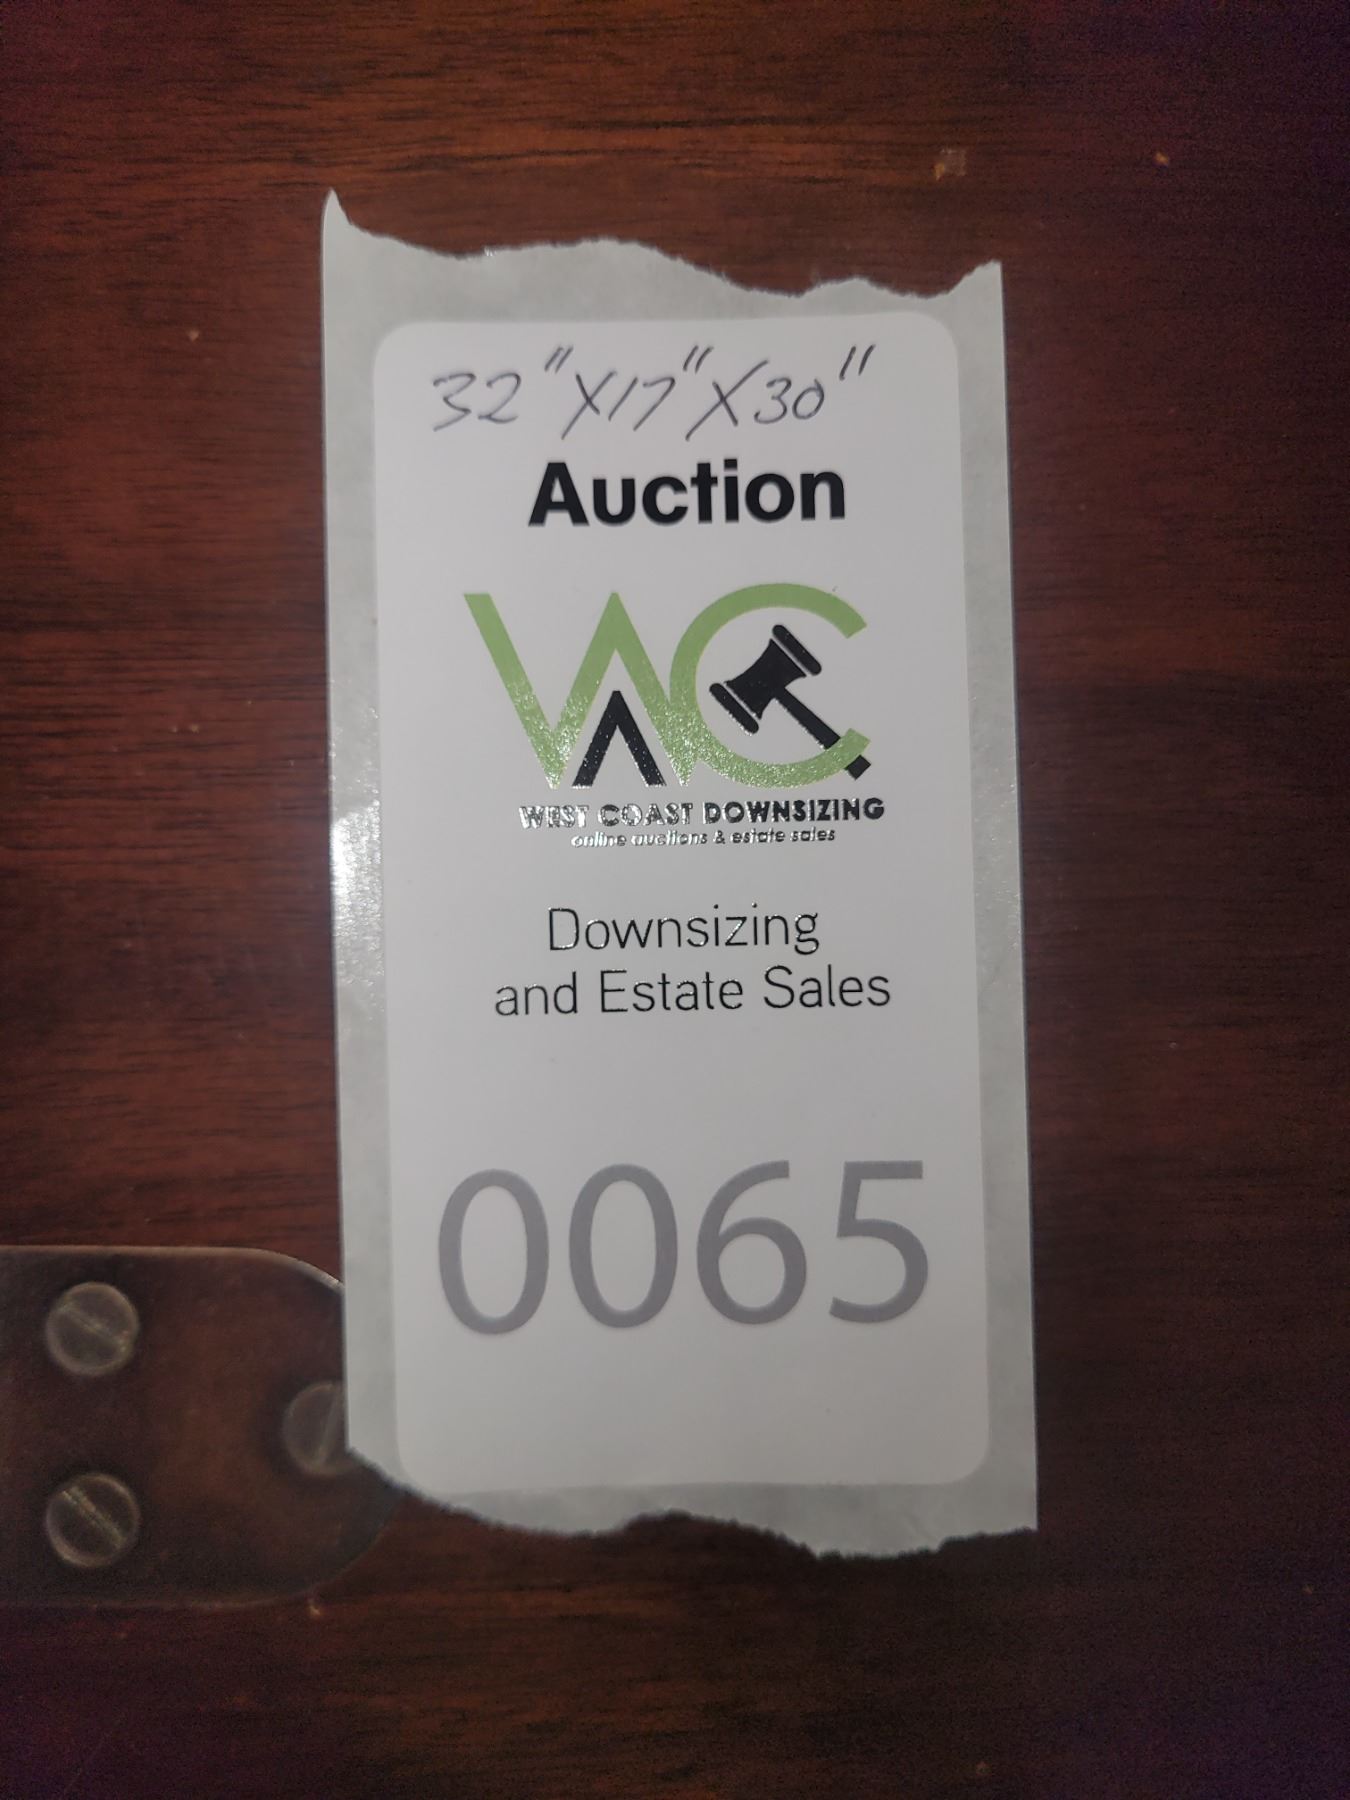 32"X17"X30"
Auction
WC
WEST COAST DOWNSIZING
online auctions & estate sales
Downsizing
and Estate Sales
0065